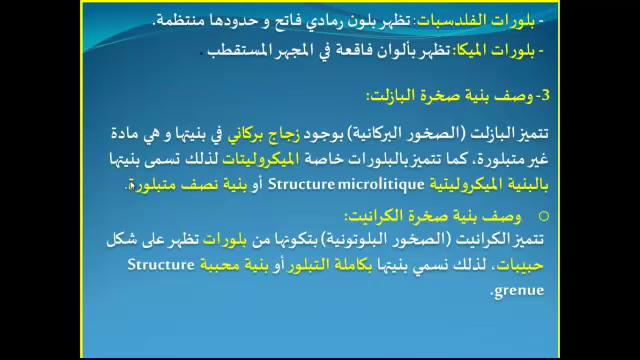 - بلورات الفلدسبات: تظهر بلون رمادي فاتح و حدودها منتظمة.
- بلورات الميكا: تظهر بألوان فاقعة في المجهر المستقطب .
3- وصف بنية صخرة البازلت:
تتميز البازلت (الصخور البركانية) بوجود زجاج بركاني في بنيتها و هي مادة
غير متبلورة، كما تتميز بالبلورات خاصة الميكروليتات لذلك تسمى بنيتها
بالبنية الميكروليتية Structure microlitique أو بنية نصف متبلورة.
○ وصف بنية صخرة الكرانيت:
تتميز الكرانيت (الصخور البلوتونية) بتكونها من بلورات تظهر على شكل
حبيبات، لذلك نسمي بنيتها بكاملة التبلور أو بنية محببة Structure
grenue.